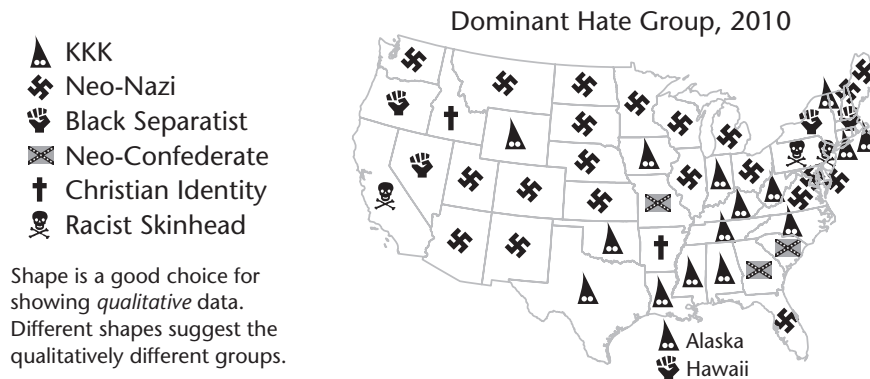 Dominant Hate Group, 2010
KKK
Neo-Nazi
Black Separatist
Neo-Confederate
Christian Identity
Racist Skinhead
Shape is a good choice for
showing qualitative data.
Different shapes suggest the
qualitatively different groups.
Alaska
Hawaii